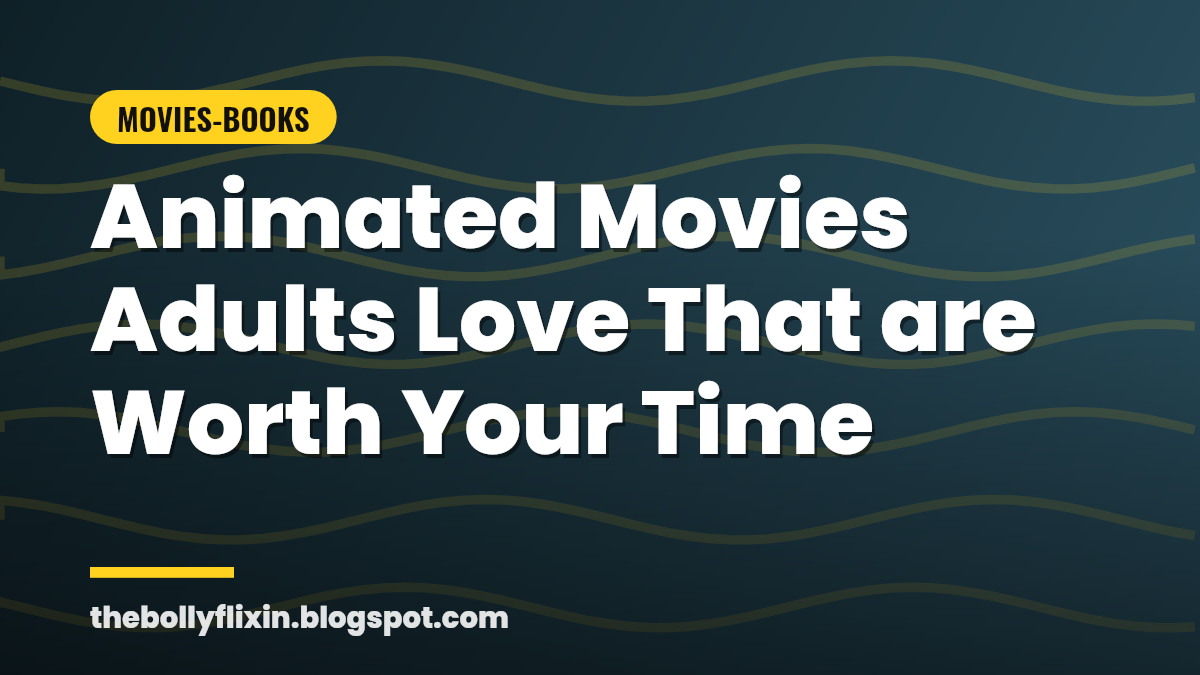 MOVIES-BOOKS
Animated Movies
Adults Love That are
Worth Your Time
thebollyflixin.blogspot.com